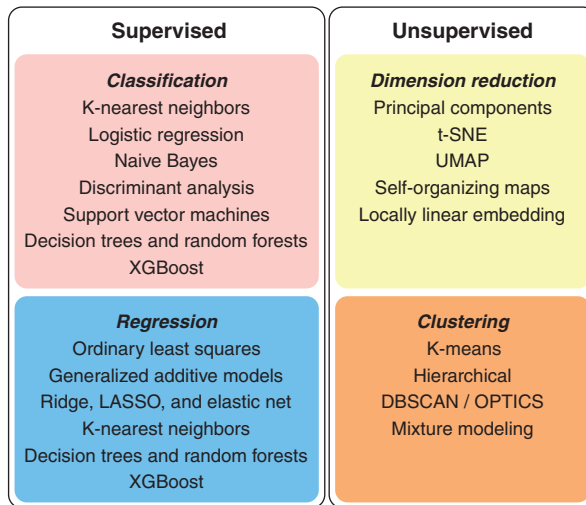 Supervised
Classification
K-nearest neighbors
Logistic regression
Naive Bayes
Discriminant analysis
Support vector machines
Decision trees and random forests
XGBoost
Regression
Ordinary least squares
Generalized additive models
Ridge, LASSO, and elastic net
K-nearest neighbors
Decision trees and random forests
XGBoost
Unsupervised
Dimension reduction
Principal components
t-SNE
UMAP
Self-organizing maps
Locally linear embedding
Clustering
K-means
Hierarchical
DBSCAN / OPTICS
Mixture modeling